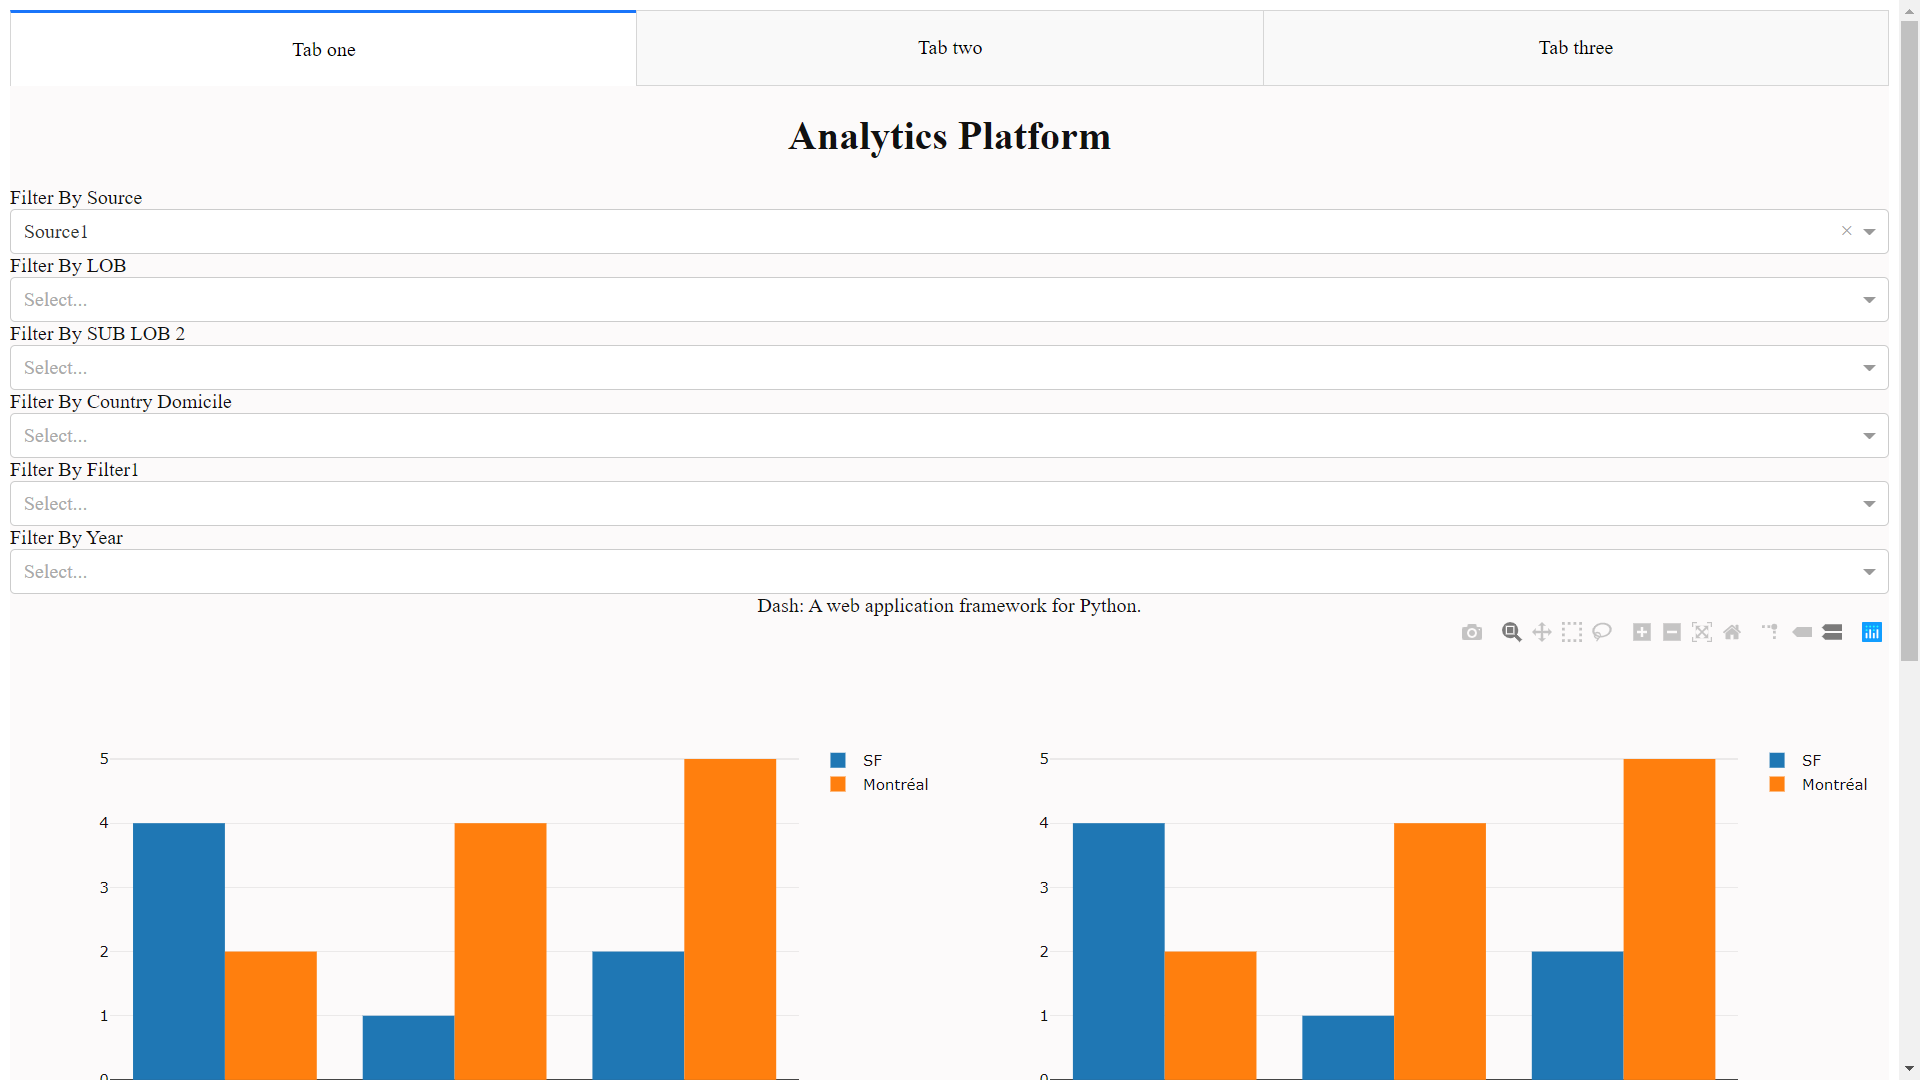 Tab one
Tab two
Tab three
Analytics Platform
Filter By Source
Source1
×
Filter By LOB
Select...
Filter By SUB LOB 2
Select...
Filter By Country Domicile
Select...
Filter By Filter1
Select...
Filter By Year
Select...
Dash: A web application framework for Python.
5
4
3
2
1
0
SF
Montréal
5
4
3
2
1
0
SF
Montréal